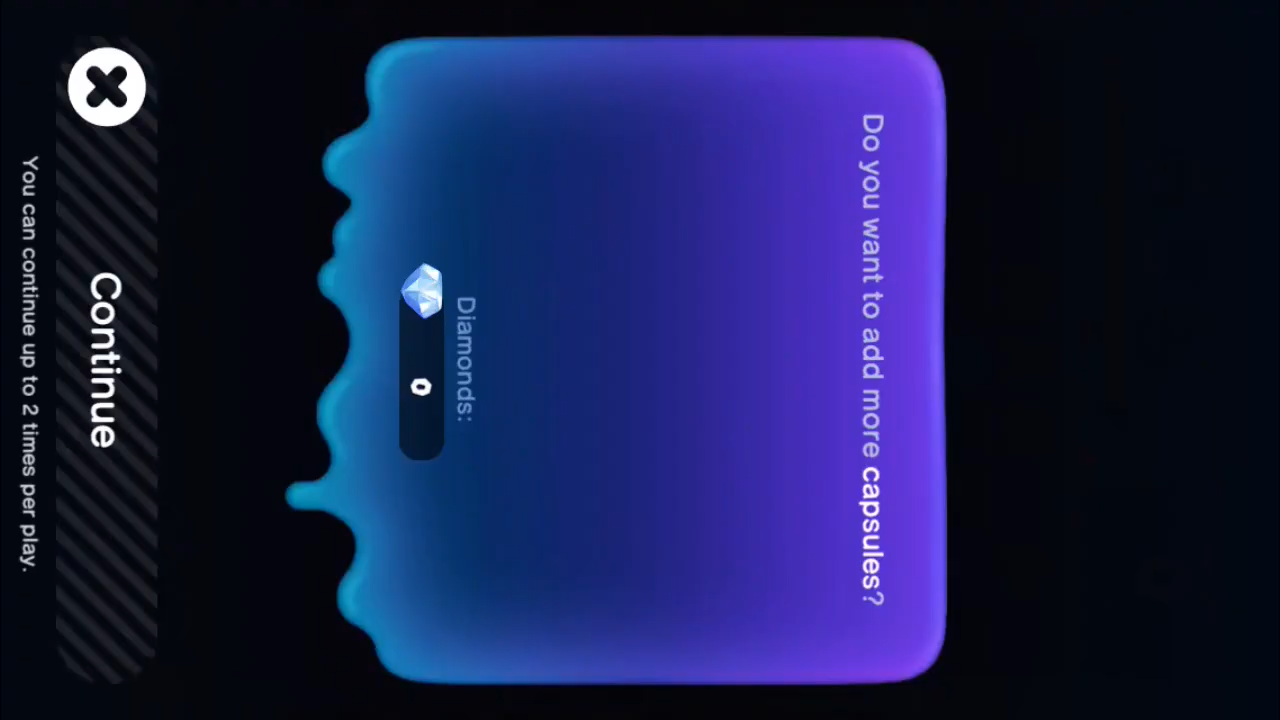 Do you want to add more capsules?
Diamonds:
0
Continue
You can continue up to 2 times per play.